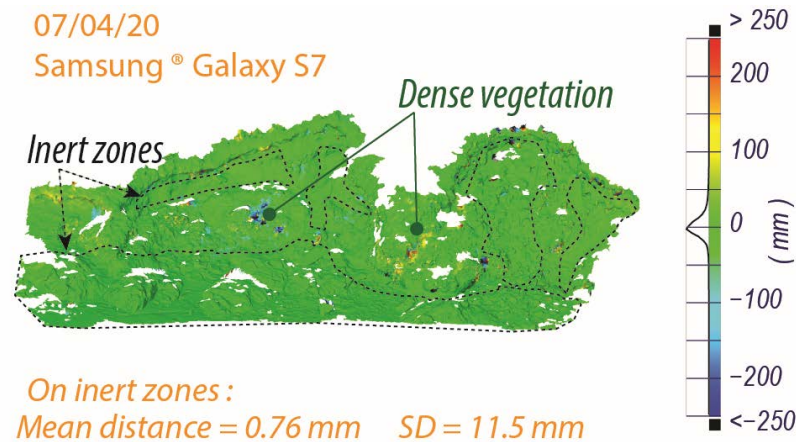 07/04/20
Samsung ® Galaxy S7
Dense vegetation
Inert zones
> 250
200
100
0
−100
−200
<−250
( mm )
On inert zones :
Mean distance = 0.76 mm SD = 11.5 mm